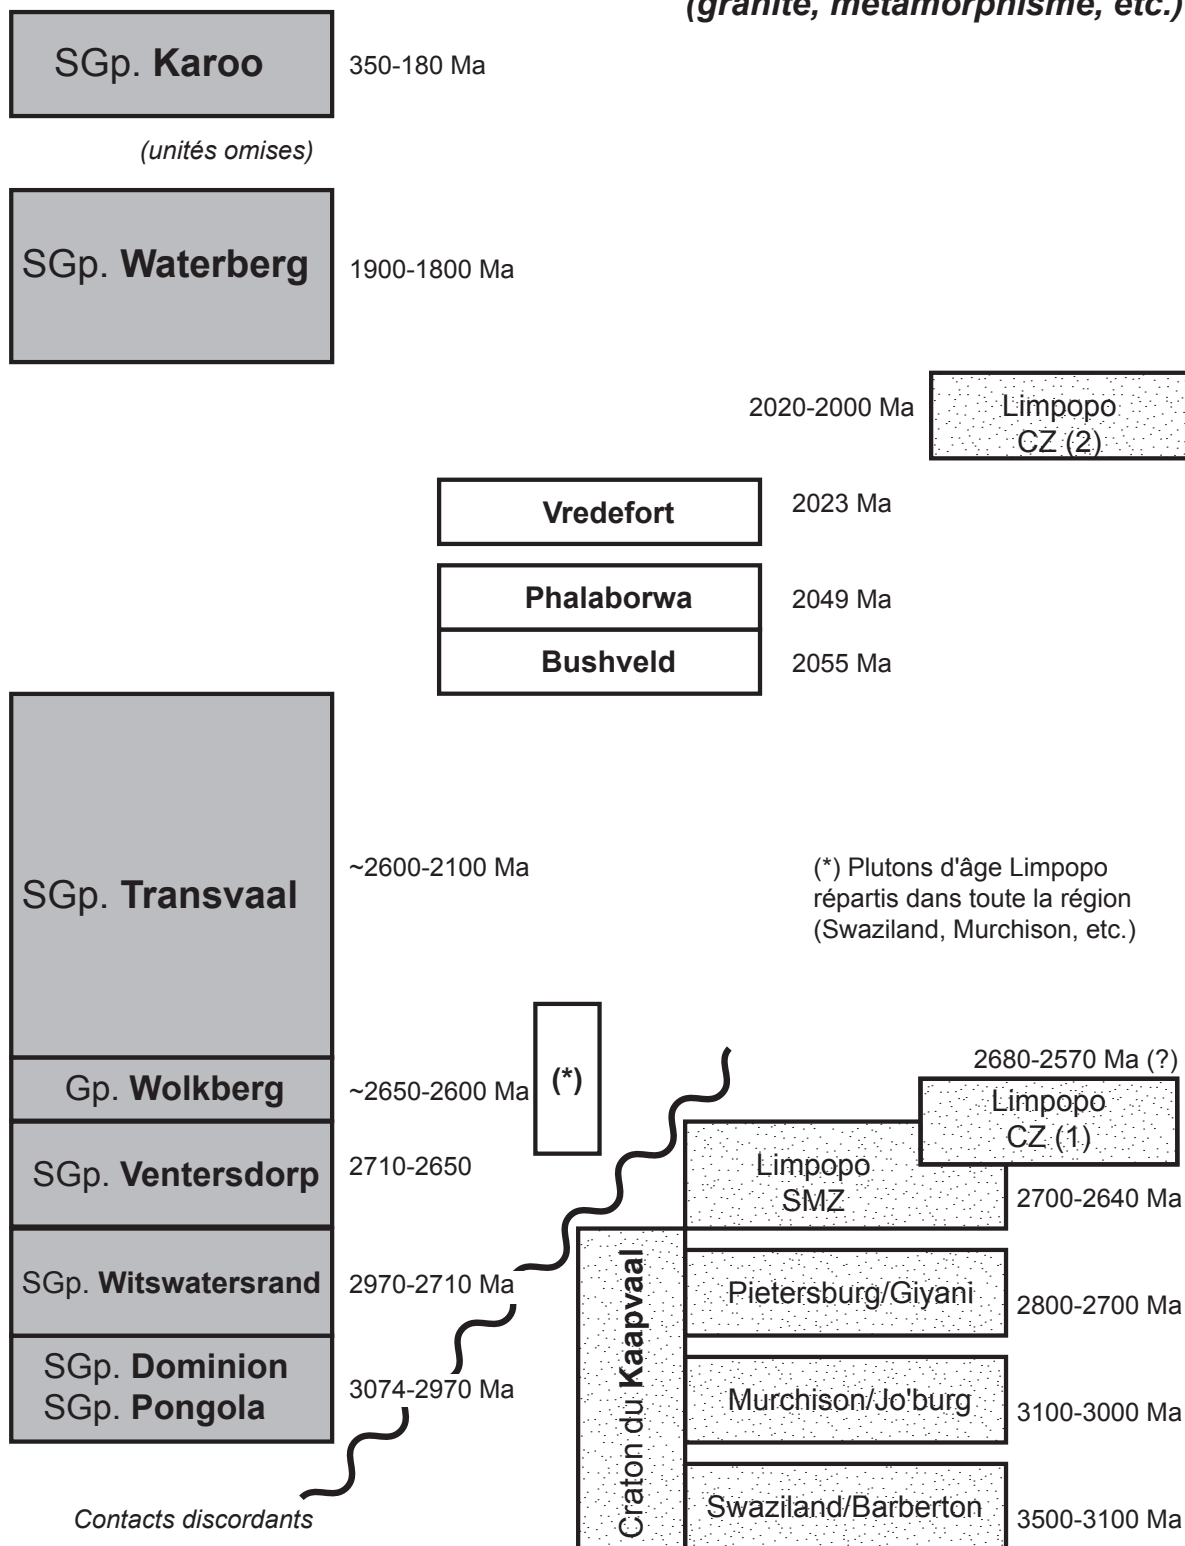 (granite, métamorphisme, etc.)
SGp. Karoo
350-180 Ma
(unités omises)
SGp. Waterberg
1900-1800 Ma
2020-2000 Ma
Limpopo
CZ (2)
Vredefort
2023 Ma
Phalaborwa
2049 Ma
Bushveld
2055 Ma
SGp. Transvaal
~2600-2100 Ma
(*) Plutons d'âge Limpopo
répartis dans toute la région
(Swaziland, Murchison, etc.)
Gp. Wolkberg
~2650-2600 Ma
(*)
2680-2570 Ma (?)
Limpopo
CZ (1)
SGp. Ventersdorp
2710-2650
Limpopo
SMZ
2700-2640 Ma
SGp. Witswatersrand
2970-2710 Ma
Craton du Kaapvaal
Pietersburg/Giyani
2800-2700 Ma
SGp. Dominion
SGp. Pongola
3074-2970 Ma
Murchison/Jo'burg
3100-3000 Ma
Swaziland/Barberton
3500-3100 Ma
Contacts discordants